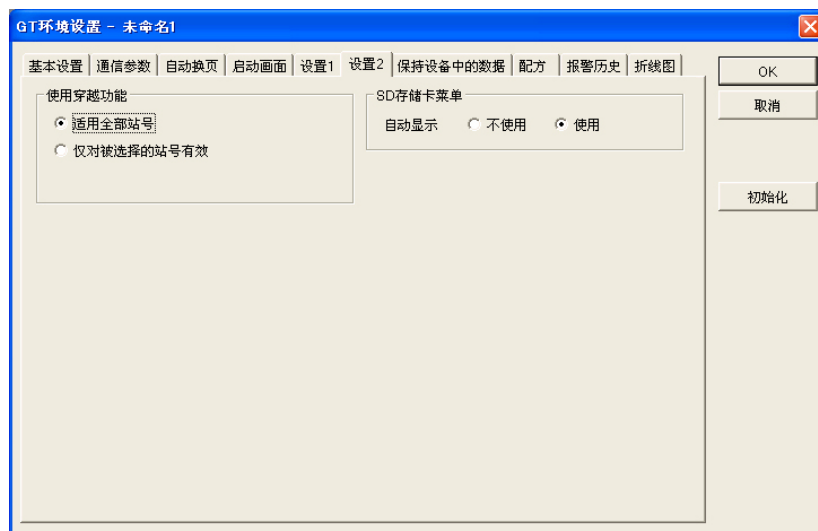 GT环境设置 - 未命名1
基本设置 通信参数 自动换页 启动画面 设置1 设置2 保持设备中的数据 配方 报警历史 折线图
OK
取消
初始化
使用穿越功能
适用全部站号
仅对被选择的站号有效
SD存储卡菜单
自动显示 不使用 使用